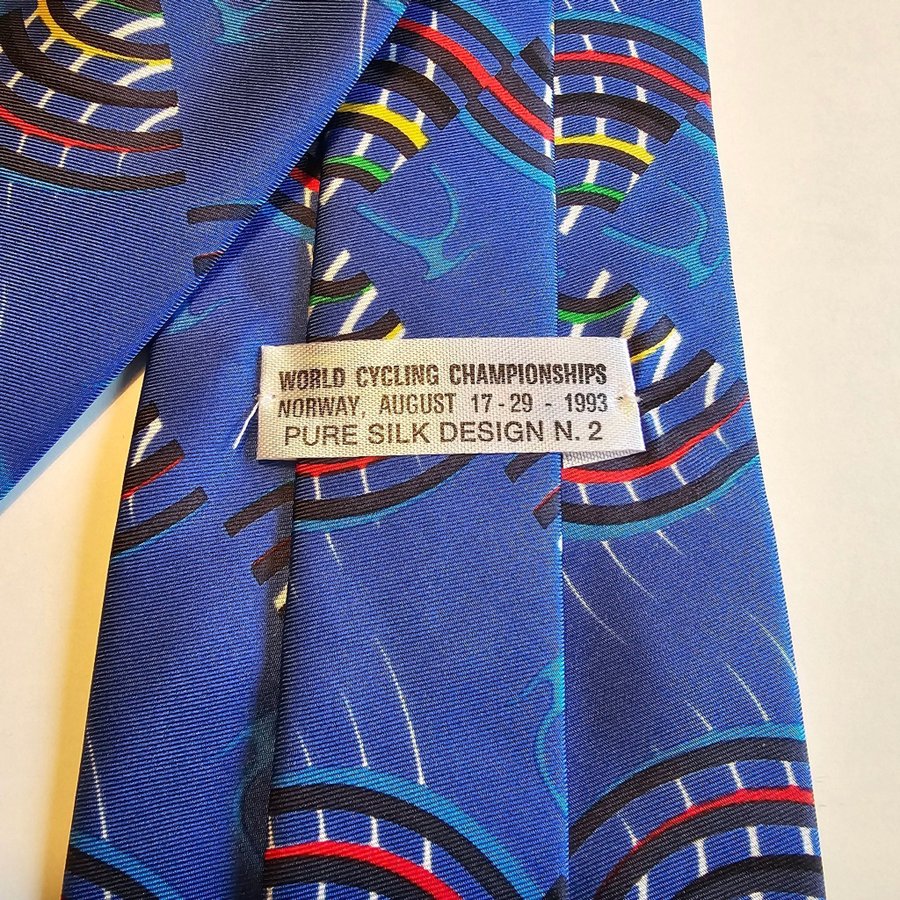 WORLD CYCLING CHAMPIONSHIPS
NORWAY, AUGUST 17-29 - 1993
PURE SILK DESIGN N. 2